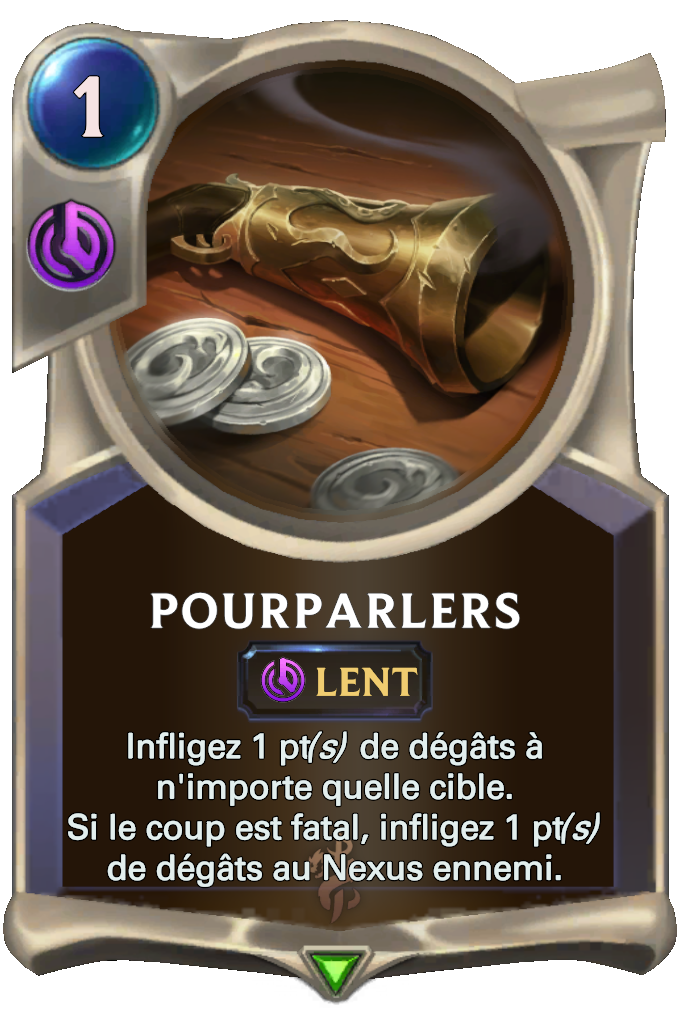 1
POURPARLERS
LENT
Infligez 1 pt(s) de dégâts à
n'importe quelle cible.
Si le coup est fatal, infligez 1 pt(s)
de dégâts au Nexus ennemi.